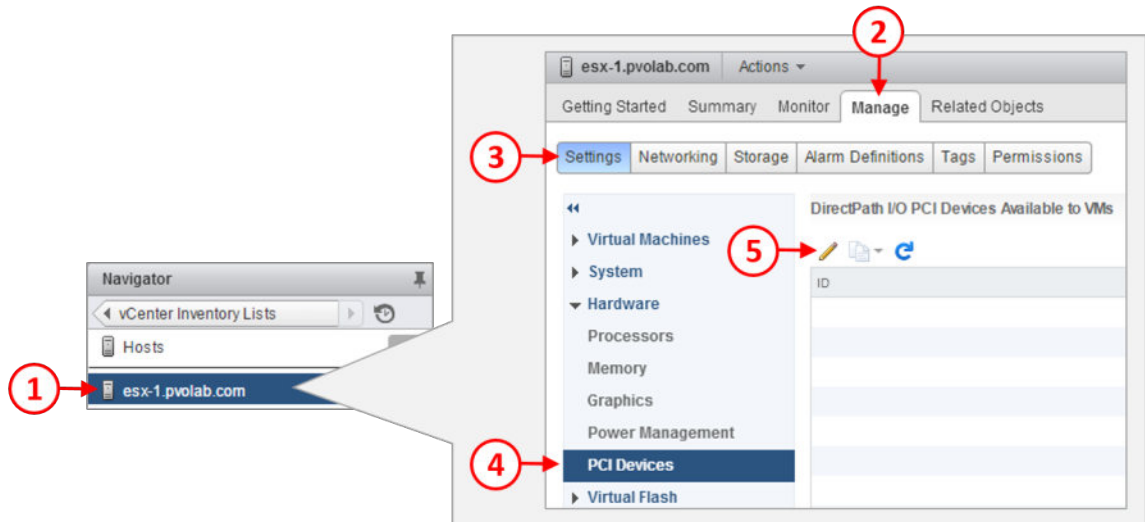 2
esx-1.pvolab.com Actions
Getting Started Summary Monitor Manage Related Objects
3
Settings Networking Storage Alarm Definitions Tags Permissions
DirectPath I/O PCI Devices Available to VMs
Virtual Machines
5
System
ID
Hardware
Processors
Memory
Graphics
Power Management
4
PCI Devices
Virtual Flash
Navigator
vCenter Inventory Lists
Hosts
1
esx-1.pvolab.com